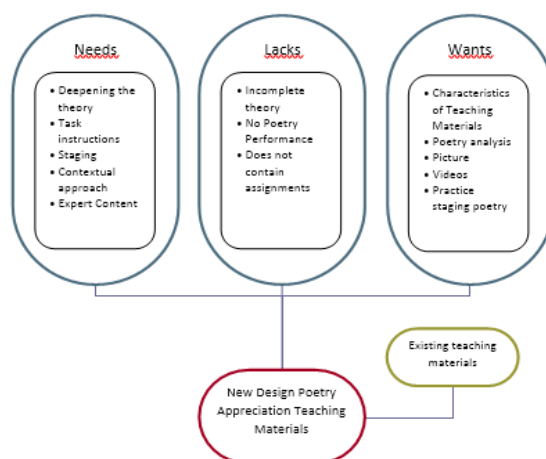 Needs
• Deepening the
theory
• Task
instructions
• Staging
• Contextual
approach
• Expert Content
Lacks
• Incomplete
theory
• No Poetry
Performance
• Does not
contain
assignments
Wants
• Characteristics
of Teaching
Materials
• Poetry analysis
• Picture
• Videos
• Practice
staging poetry
Existing teaching
materials
New Design Poetry
Appreciation Teaching
Materials